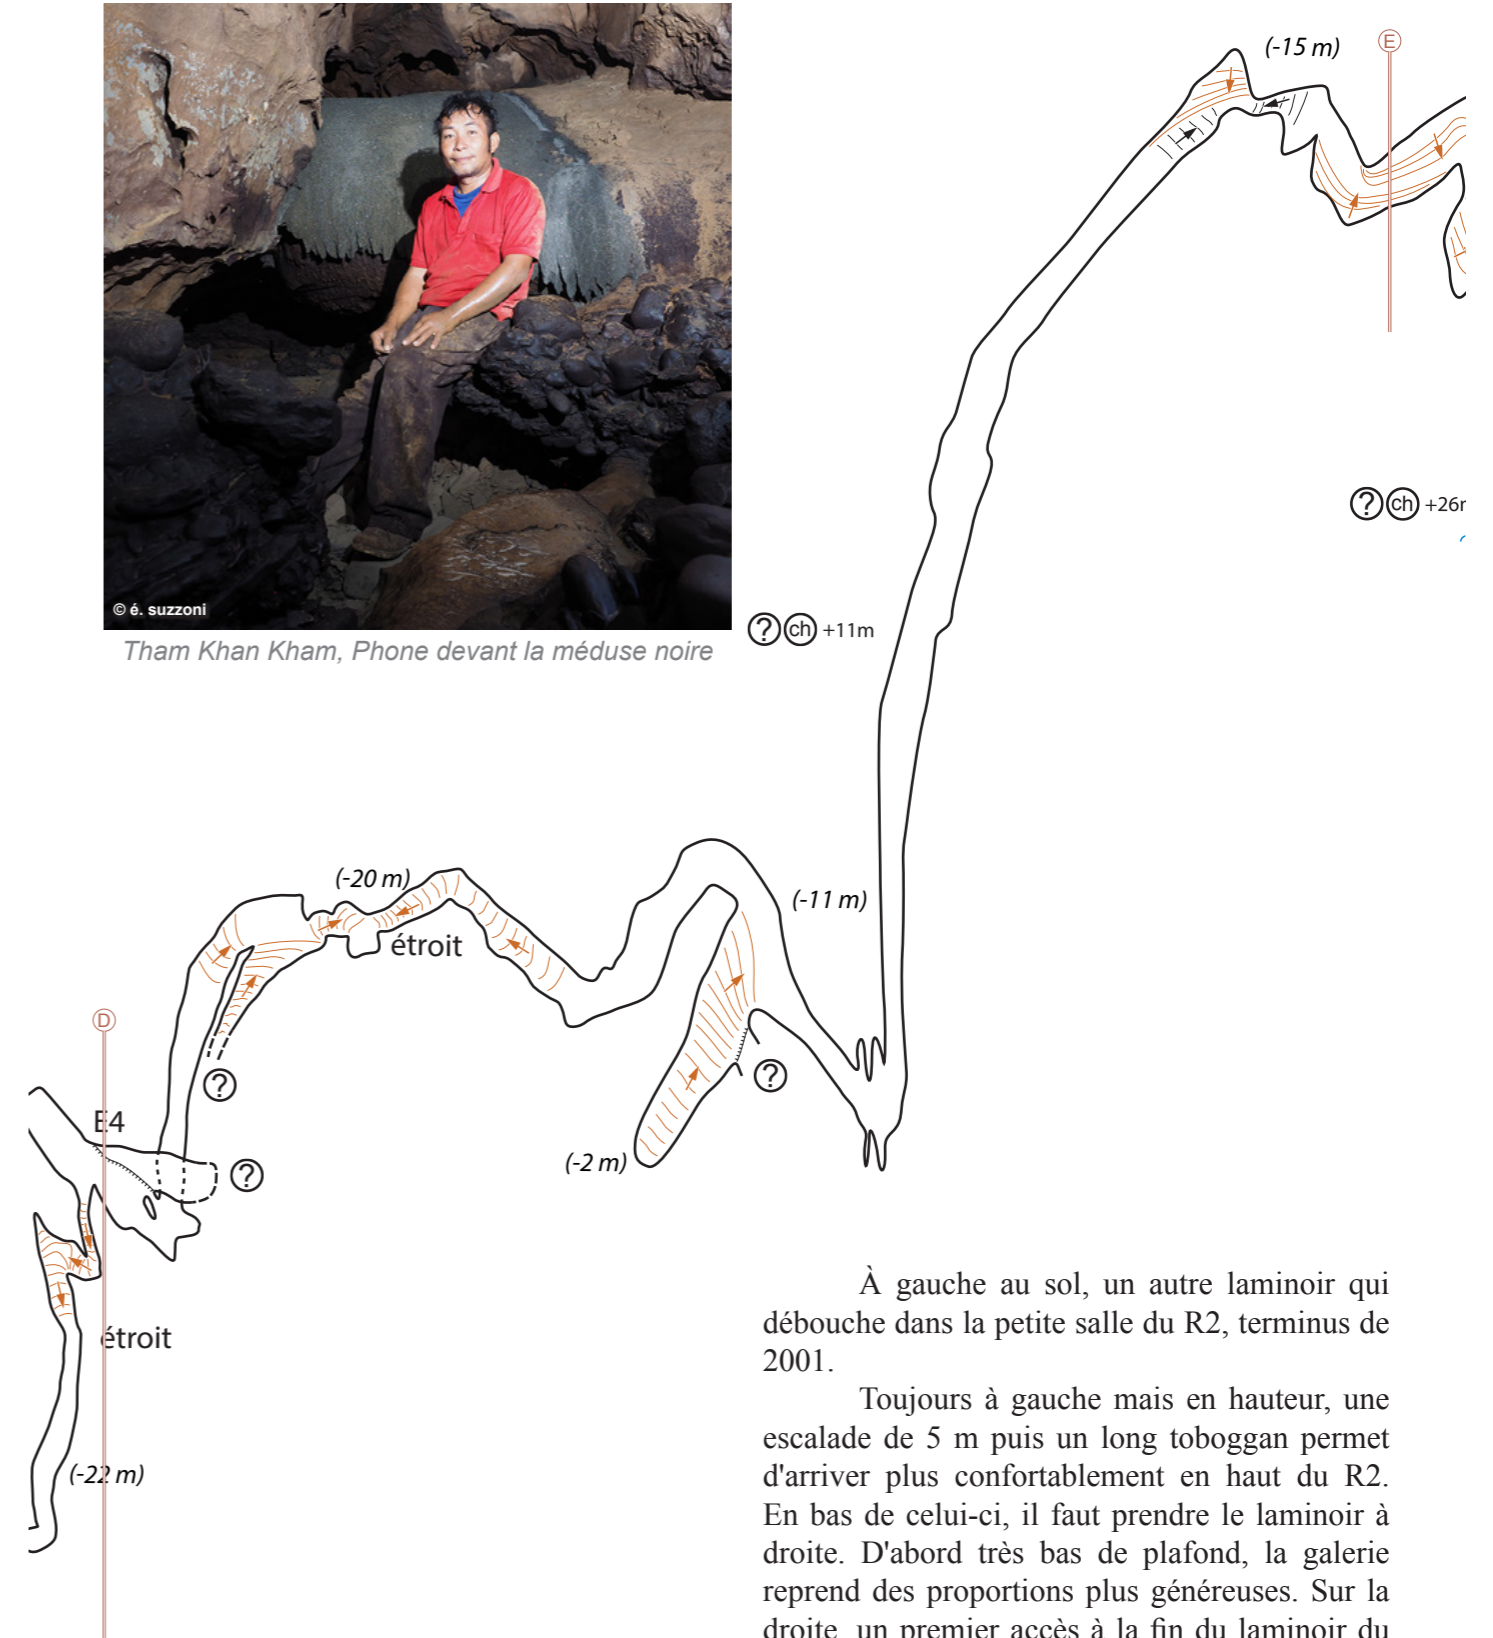 (-15 m)
E
© é. suzzoni
Tham Khan Kham, Phone devant la méduse noire
? ch +26
? ch +11m
(-20 m)
étroit
(-11 m)
D
?
?
E4
?
(-2 m)
étroit
(-22 m)
À gauche au sol, un autre laminoir qui
débouche dans la petite salle du R2, terminus de
2001.
Toujours à gauche mais en hauteur, une
escalade de 5 m puis un long toboggan permet
d'arriver plus confortablement en haut du R2.
En bas de celui-ci, il faut prendre le laminoir à
droite. D'abord très bas de plafond, la galerie
reprend des proportions plus généreuses. Sur la
droite, un premier accès à la fin du laminoir du